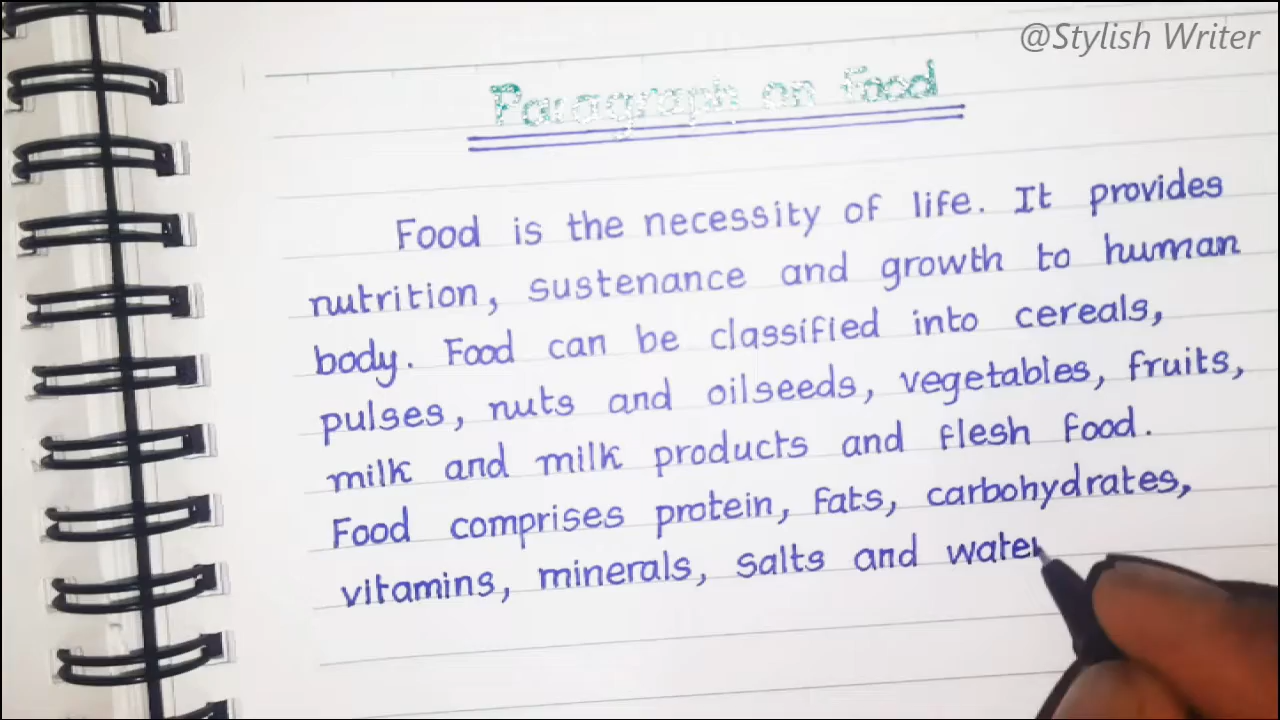 @Stylish Writer
Paragraph on Food
Food is the necessity of life. It provides
nutrition, sustenance and growth to human
body. Food can be classified into cereals,
pulses, nuts and oilseeds, vegetables, fruits,
milk and milk products and flesh food.
Food comprises protein, fats, carbohydrates,
vitamins, minerals, salts and water